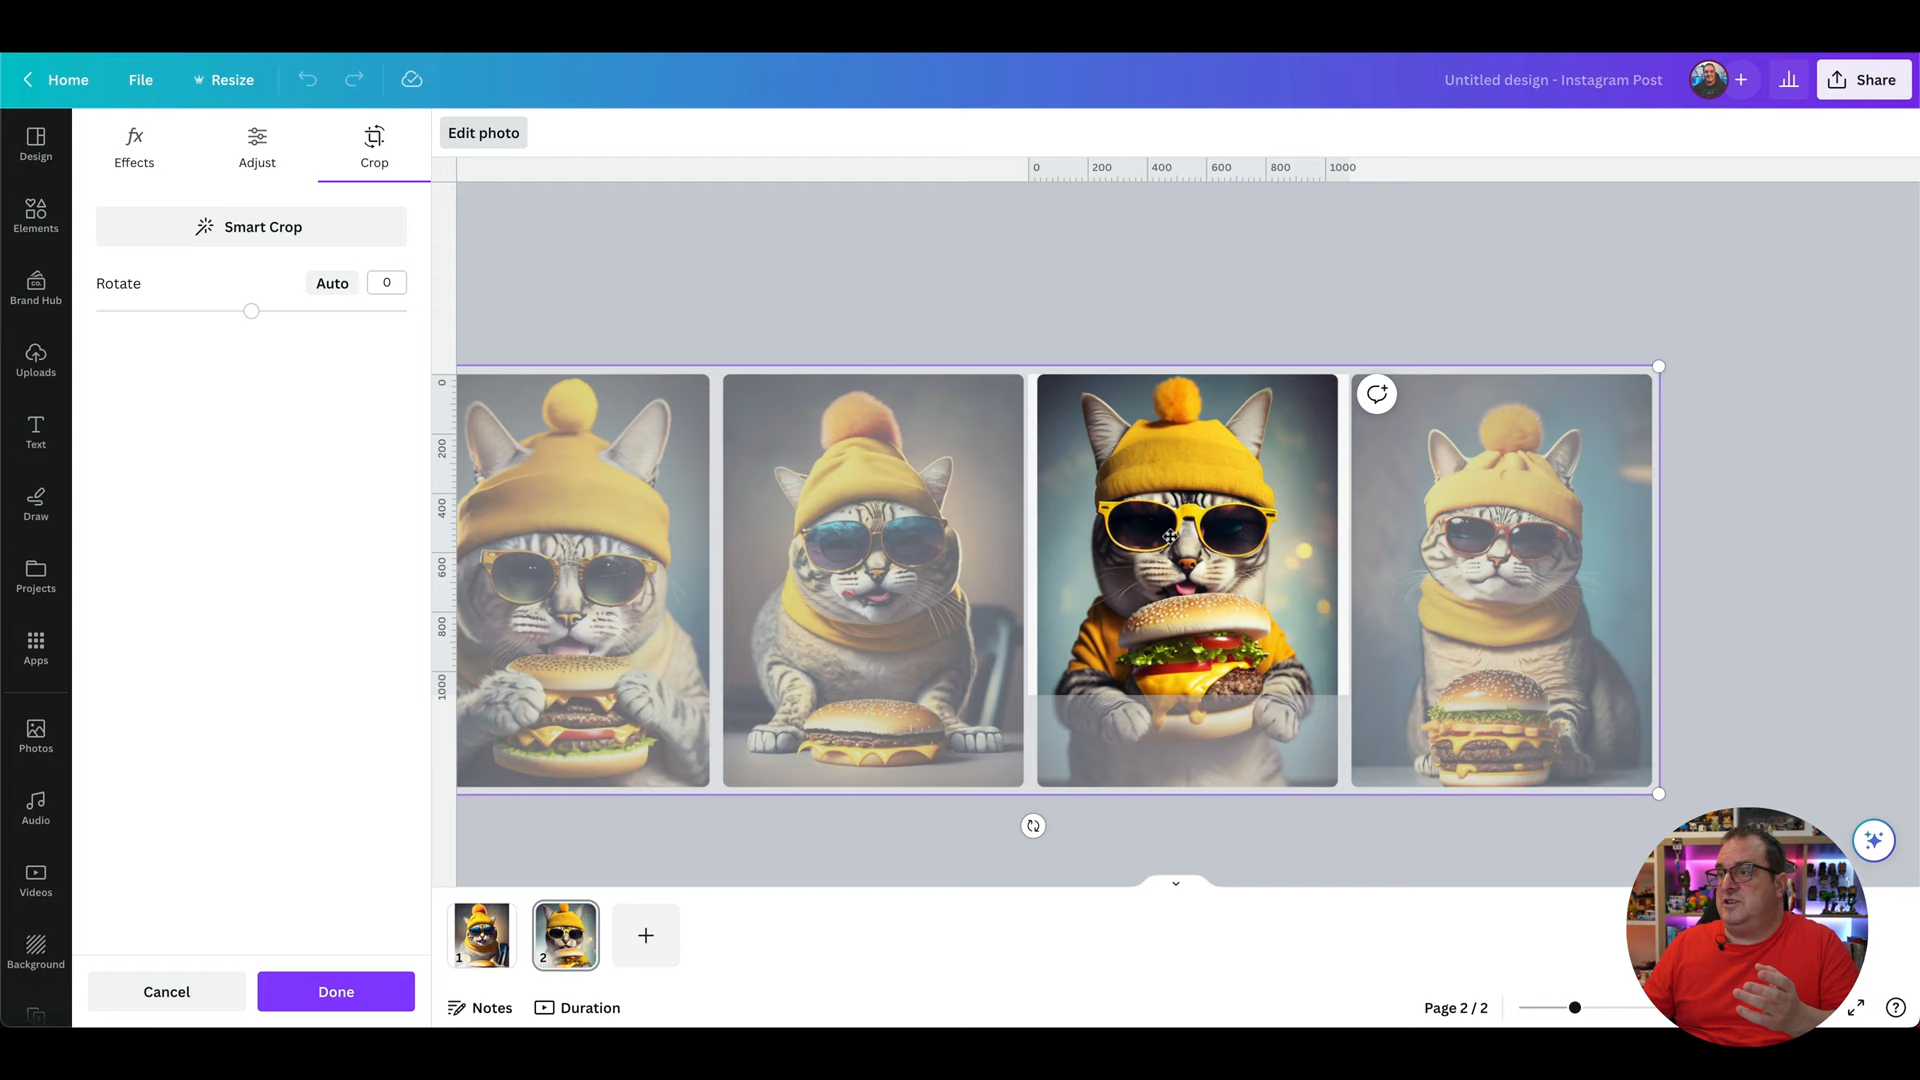 Home File Resize Untitled design - Instagram Post + Share
Design
Elements
CO.
Brand Hub
Uploads
Text
Draw
Projects
Apps
Photos
Audio
Videos
Background
fx
Effects Adjust Crop
Smart Crop
Rotate Auto 0
Cancel Done
Edit photo
0 200 400 600 800 1000
0
200
400
600
800
1000
1 2 +
Notes Duration Page 2 / 2 ?